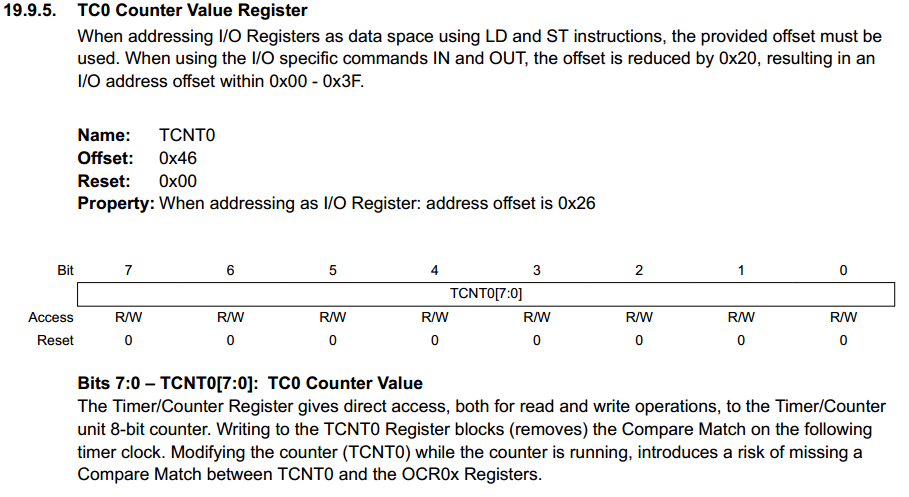 19.9.5. TC0 Counter Value Register
When addressing I/O Registers as data space using LD and ST instructions, the provided offset must be
used. When using the I/O specific commands IN and OUT, the offset is reduced by 0x20, resulting in an
I/O address offset within 0x00 - 0x3F.
Name: TCNT0
Offset: 0x46
Reset: 0x00
Property: When addressing as I/O Register: address offset is 0x26
Bit 7 6 5 4 3 2 1 0
TCNT0[7:0]
Access R/W R/W R/W R/W R/W R/W R/W R/W
Reset 0 0 0 0 0 0 0 0
Bits 7:0 – TCNT0[7:0]: TC0 Counter Value
The Timer/Counter Register gives direct access, both for read and write operations, to the Timer/Counter
unit 8-bit counter. Writing to the TCNT0 Register blocks (removes) the Compare Match on the following
timer clock. Modifying the counter (TCNT0) while the counter is running, introduces a risk of missing a
Compare Match between TCNT0 and the OCR0x Registers.